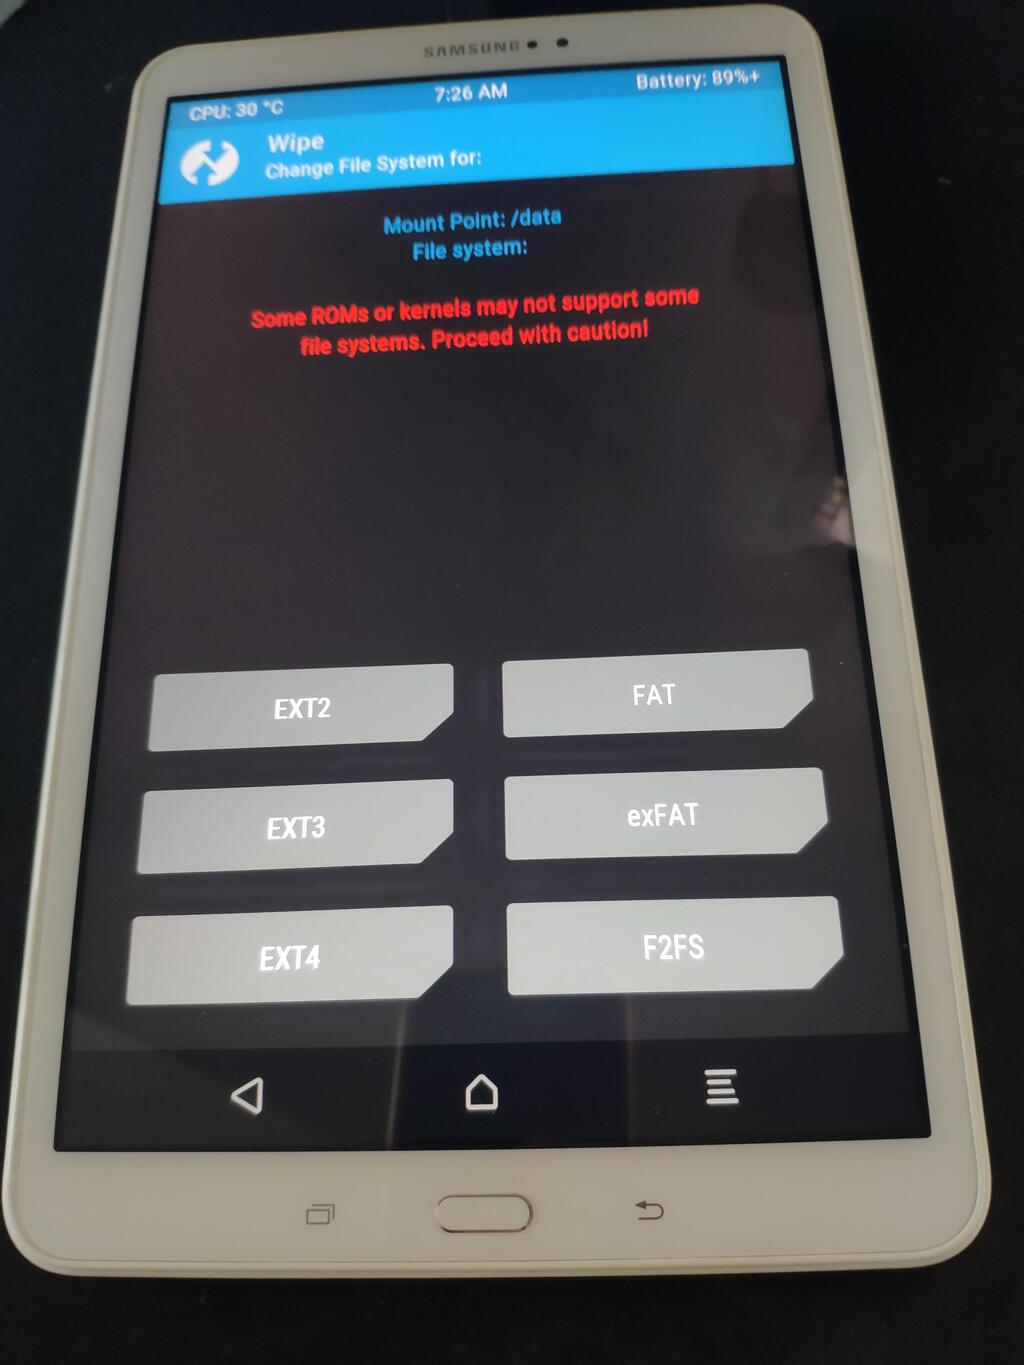 SAMSUNG
CPU: 30 °C
7:26 AM
Battery: 89%+
Wipe
Change File System for:
Mount Point: /data
File system:
Some ROMs or kernels may not support some
file systems. Proceed with caution!
EXT2
FAT
EXT3
exFAT
EXT4
F2FS